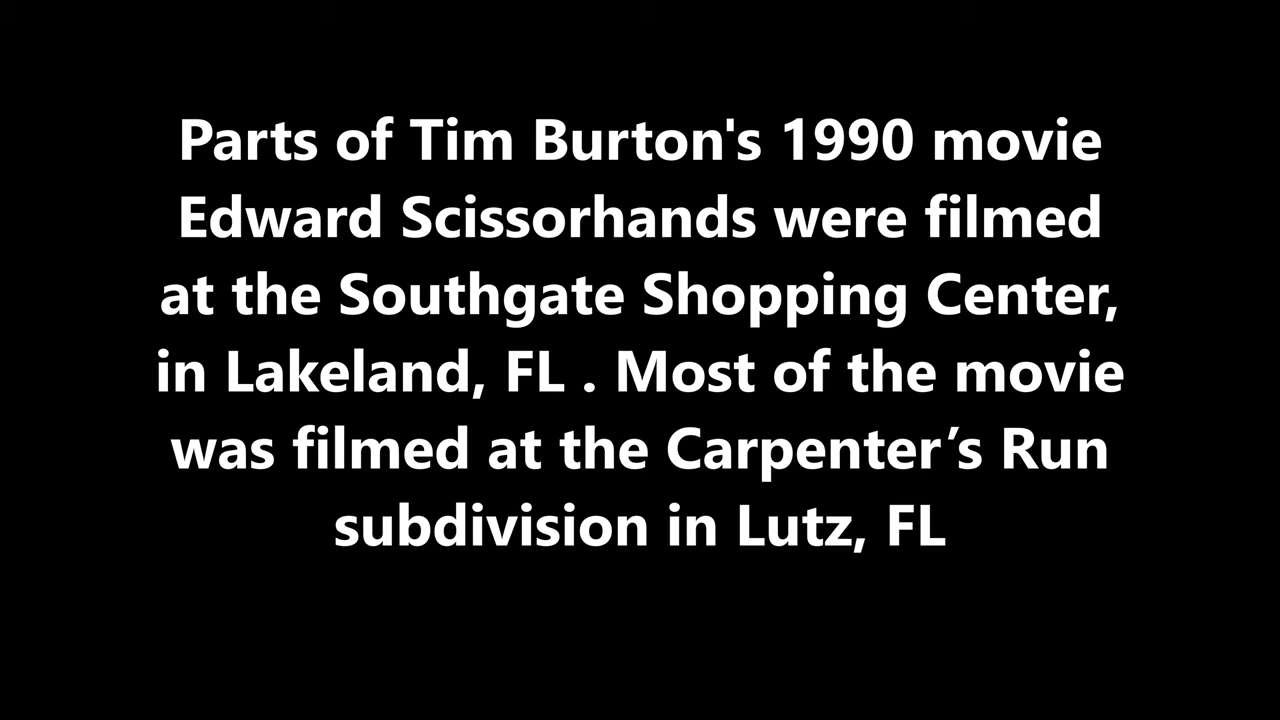 Parts of Tim Burton's 1990 movie
Edward Scissorhands were filmed
at the Southgate Shopping Center,
in Lakeland, FL . Most of the movie
was filmed at the Carpenter’s Run
subdivision in Lutz, FL